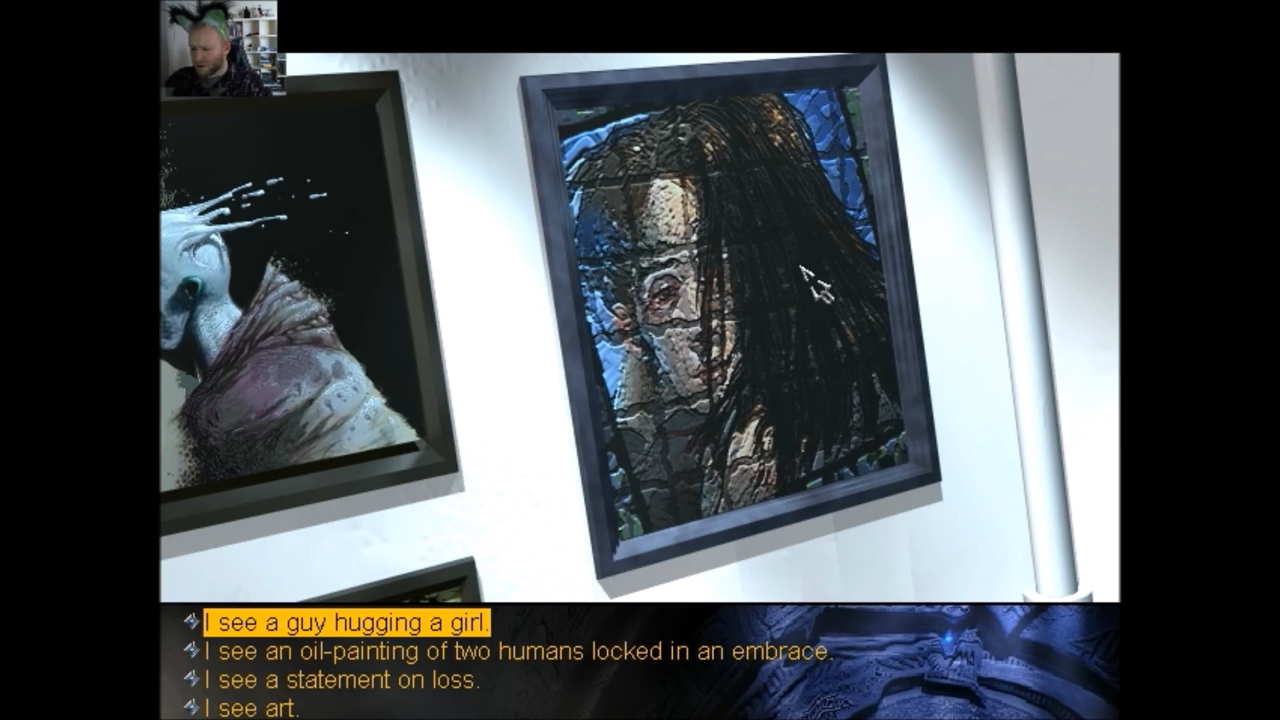 I see a guy hugging a girl.
I see an oil-painting of two humans locked in an embrace.
I see a statement on loss.
I see art.